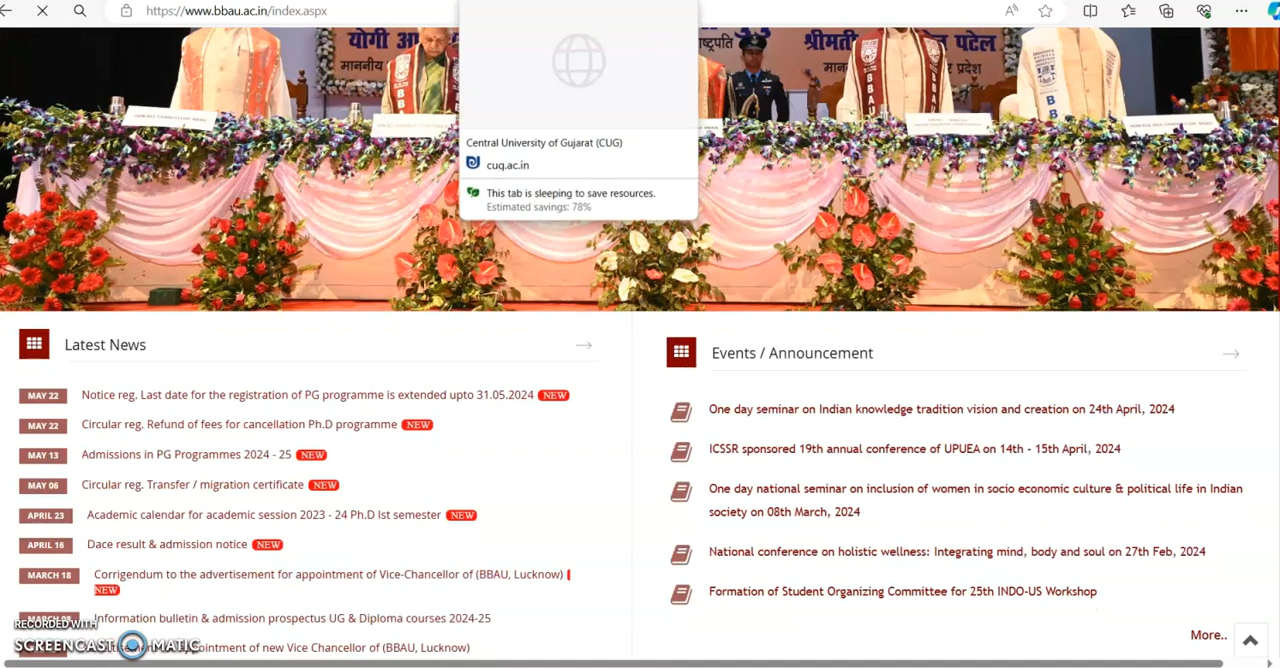 https://www.bbau.ac.in/index.aspx
योगी
माननीय
राष्ट्रपति
श्रीमती
पटेल
प्रदेश
BBAU
Central University of Gujarat (CUG)
cug.ac.in
This tab is sleeping to save resources.
Estimated savings: 78%
Latest News
MAY 22 Notice reg. Last date for the registration of PG programme is extended upto 31.05.2024 NEW
MAY 22 Circular reg. Refund of fees for cancellation Ph.D programme NEW
MAY 13 Admissions in PG Programmes 2024 - 25 NEW
MAY 06 Circular reg. Transfer / migration certificate NEW
APRIL 23 Academic calendar for academic session 2023 - 24 Ph.D Ist semester NEW
APRIL 16 Dace result & admission notice NEW
MARCH 18 Corrigendum to the advertisement for appointment of Vice-Chancellor of (BBAU, Lucknow)
NEW
Information bulletin & admission prospectus UG & Diploma courses 2024-25
appointment of new Vice Chancellor of (BBAU, Lucknow)
Events / Announcement
One day seminar on Indian knowledge tradition vision and creation on 24th April, 2024
ICSSR sponsored 19th annual conference of UPUEA on 14th - 15th April, 2024
One day national seminar on inclusion of women in socio economic culture & political life in Indian
society on 08th March, 2024
National conference on holistic wellness: Integrating mind, body and soul on 27th Feb, 2024
Formation of Student Organizing Committee for 25th INDO-US Workshop
More..
RECORDED WITH
SCREENCAST MATIC